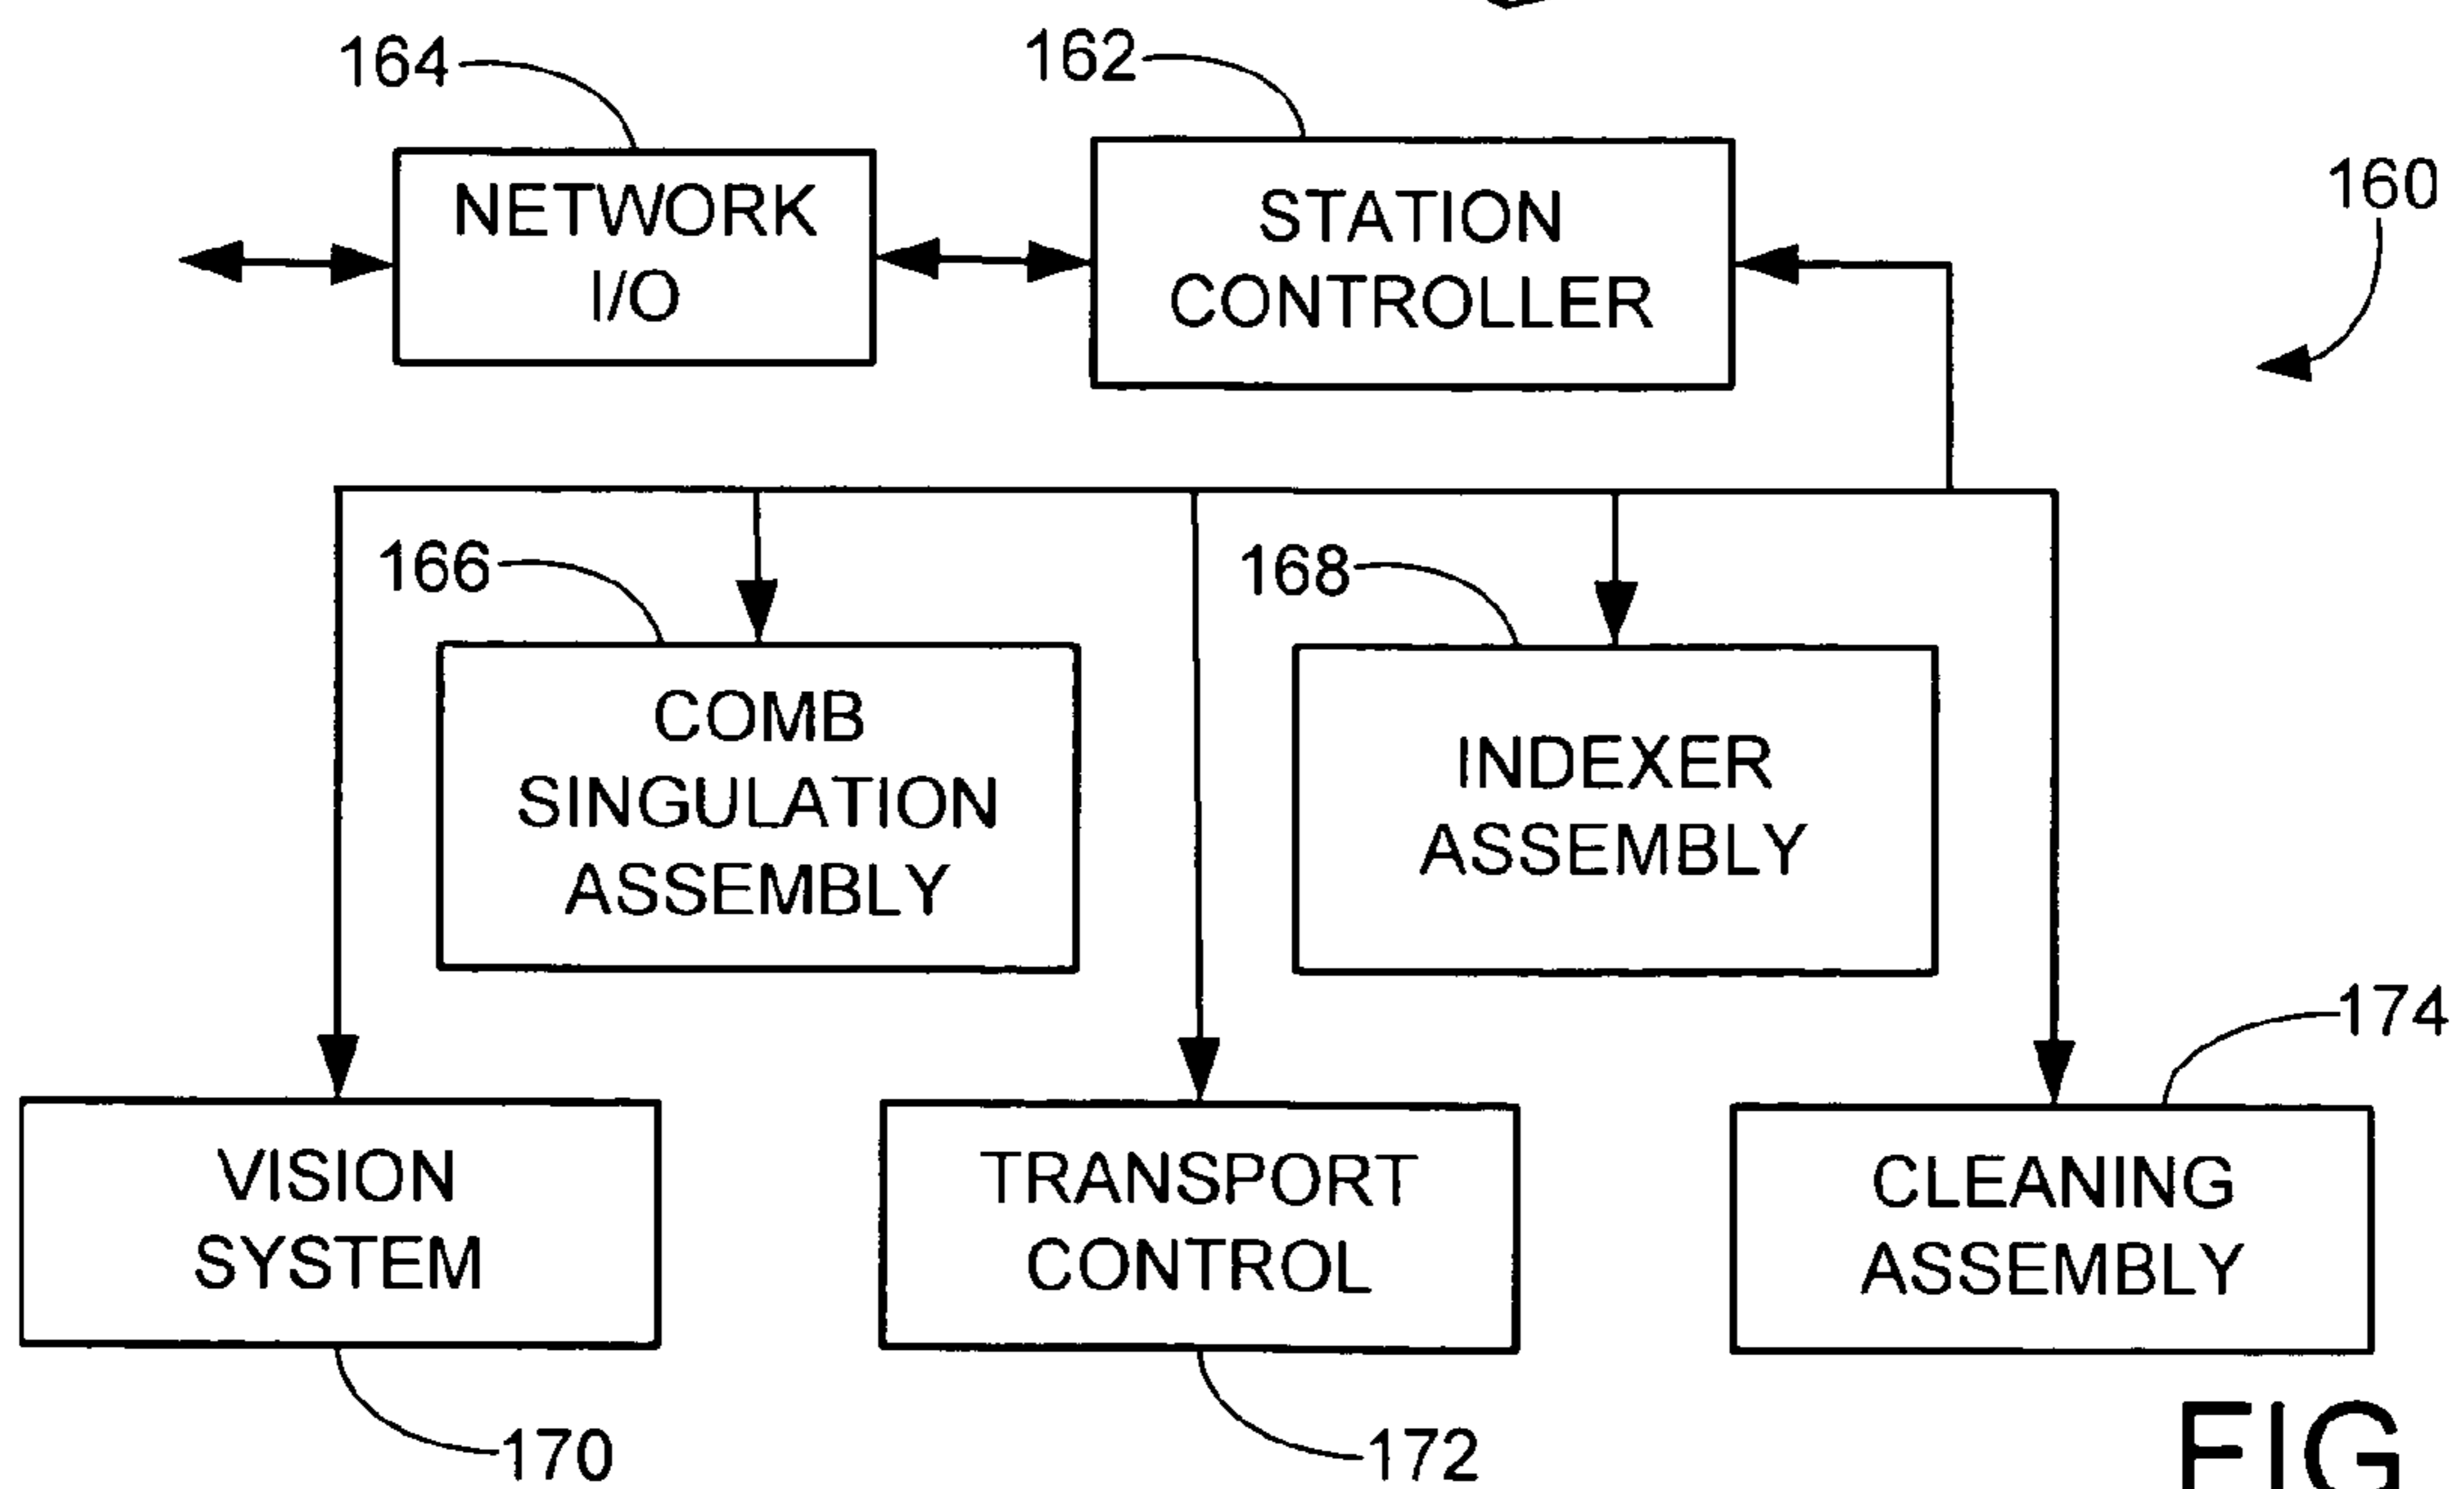 164
162
160
NETWORK
I/O
STATION
CONTROLLER
166
168
COMB
SINGULATION
ASSEMBLY
INDEXER
ASSEMBLY
174
VISION
SYSTEM
TRANSPORT
CONTROL
CLEANING
ASSEMBLY
170
172
FIG